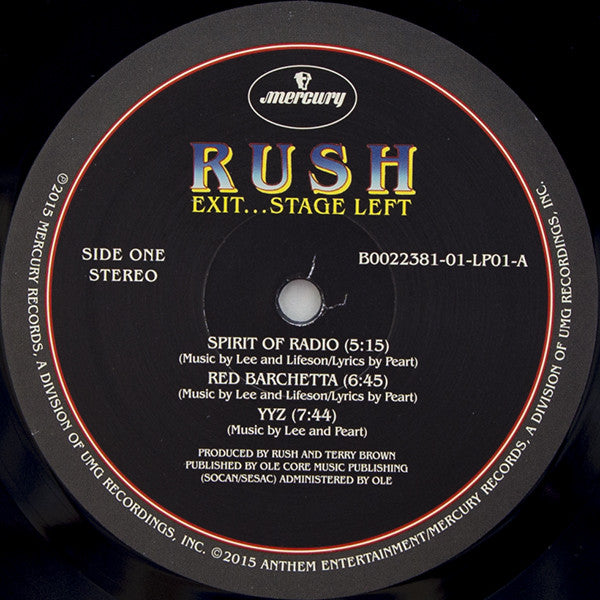 mercury
RUSH
EXIT...STAGE LEFT
SIDE ONE
STEREO
B0022381-01-LP01-A
SPIRIT OF RADIO (5:15)
(Music by Lee and Lifeson/Lyrics by Peart)
RED BARCHETTA (6:45)
(Music by Lee and Lifeson/Lyrics by Peart)
YYZ (7:44)
(Music by Lee and Peart)
PRODUCED BY RUSH AND TERRY BROWN
PUBLISHED BY OLE CORE MUSIC PUBLISHING
(SOCAN/SESAC) ADMINISTERED BY OLE
℗2015 MERCURY RECORDS, A DIVISION OF UMG RECORDINGS, INC. ©2015 ANTHEM ENTERTAINMENT/MERCURY RECORDS, A DIVISION OF UMG RECORDINGS, INC.